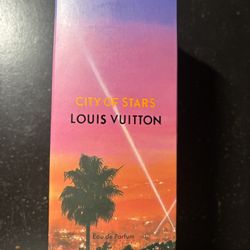 CITY OF STARS
LOUIS VUITTON
Eau de Parfum